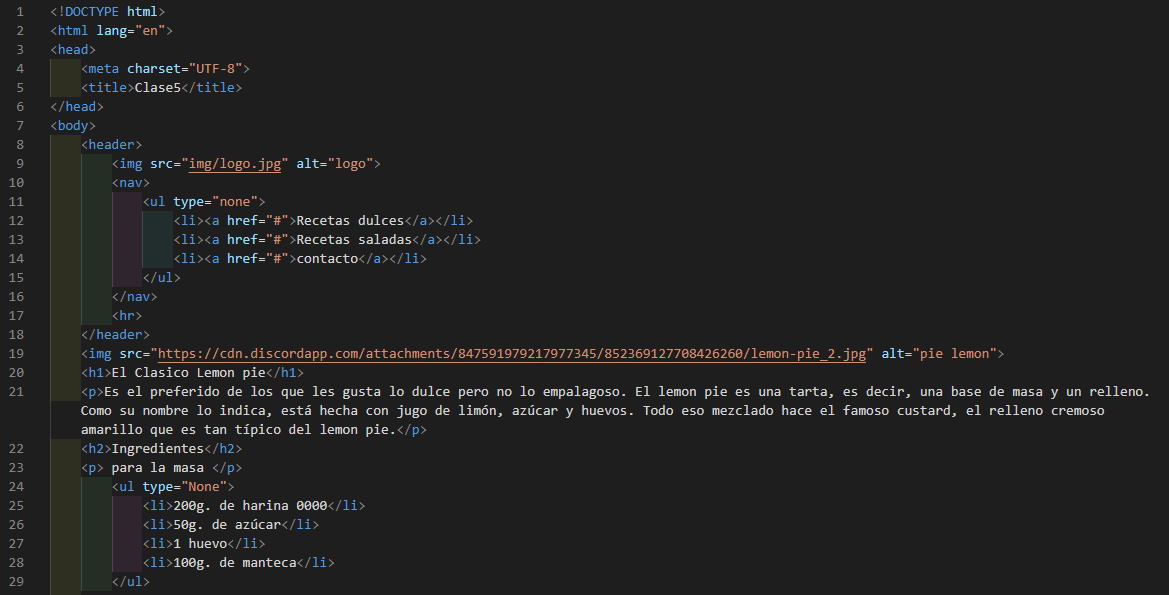 1 <!DOCTYPE html>
2 <html lang="en">
3 <head>
4 <meta charset="UTF-8">
5 <title>Clase5</title>
6 </head>
7 <body>
8 <header>
9 <img src="img/logo.jpg" alt="logo">
10 <nav>
11 <ul type="none">
12 <li><a href="#">Recetas dulces</a></li>
13 <li><a href="#">Recetas saladas</a></li>
14 <li><a href="#">contacto</a></li>
15 </ul>
16 </nav>
17 <hr>
18 </header>
19 <img src="https://cdn.discordapp.com/attachments/847591979217977345/852369127708426260/lemon-pie_2.jpg" alt="pie lemon">
20 <h1>El Clasico Lemon pie</h1>
21 <p>Es el preferido de los que les gusta lo dulce pero no lo empalagoso. El lemon pie es una tarta, es decir, una base de masa y un relleno.
Como su nombre lo indica, está hecha con jugo de limón, azúcar y huevos. Todo eso mezclado hace el famoso custard, el relleno cremoso
amarillo que es tan típico del lemon pie.</p>
22 <h2>Ingredientes</h2>
23 <p> para la masa </p>
24 <ul type="None">
25 <li>200g. de harina 0000</li>
26 <li>50g. de azúcar</li>
27 <li>1 huevo</li>
28 <li>100g. de manteca</li>
29 </ul>